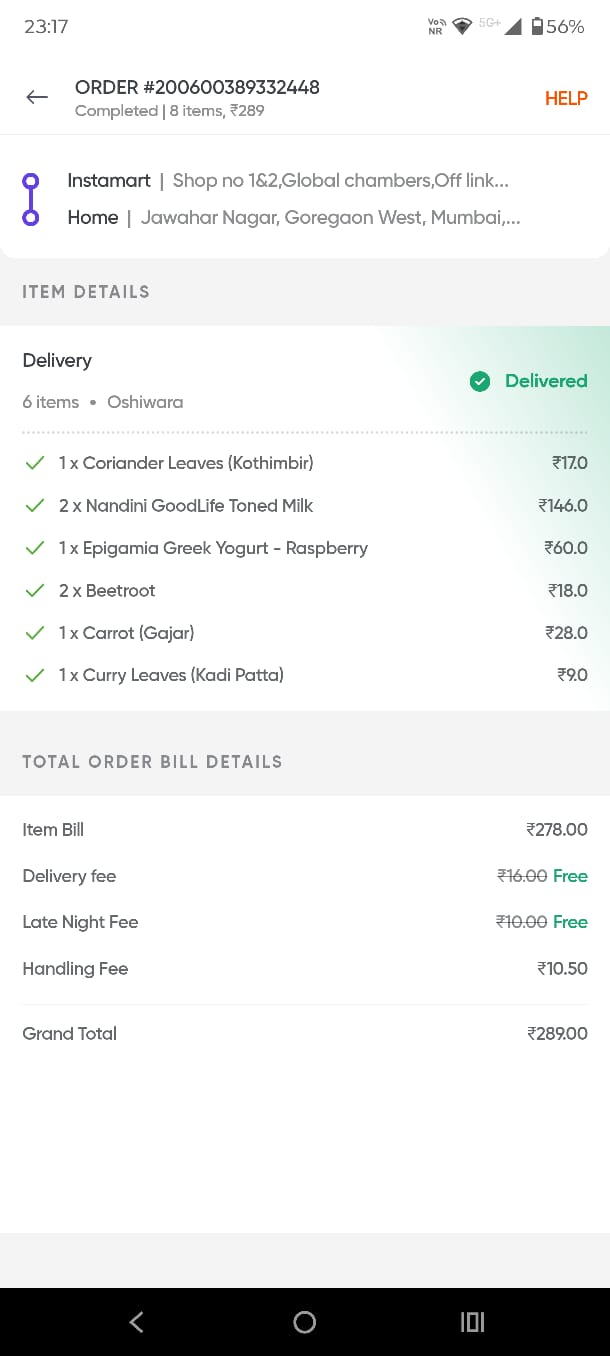 23:17 Vo NR 5G+ 56%
ORDER #200600389332448
Completed | 8 items, ₹289
HELP
Instamart | Shop no 1&2,Global chambers,Off link...
Home | Jawahar Nagar, Goregaon West, Mumbai,...
ITEM DETAILS
Delivery
6 items • Oshiwara
Delivered
1 x Coriander Leaves (Kothimbir) ₹17.0
2 x Nandini GoodLife Toned Milk ₹146.0
1 x Epigamia Greek Yogurt - Raspberry ₹60.0
2 x Beetroot ₹18.0
1 x Carrot (Gajar) ₹28.0
1 x Curry Leaves (Kadi Patta) ₹9.0
TOTAL ORDER BILL DETAILS
Item Bill ₹278.00
Delivery fee ₹16.00 Free
Late Night Fee ₹10.00 Free
Handling Fee ₹10.50
Grand Total ₹289.00